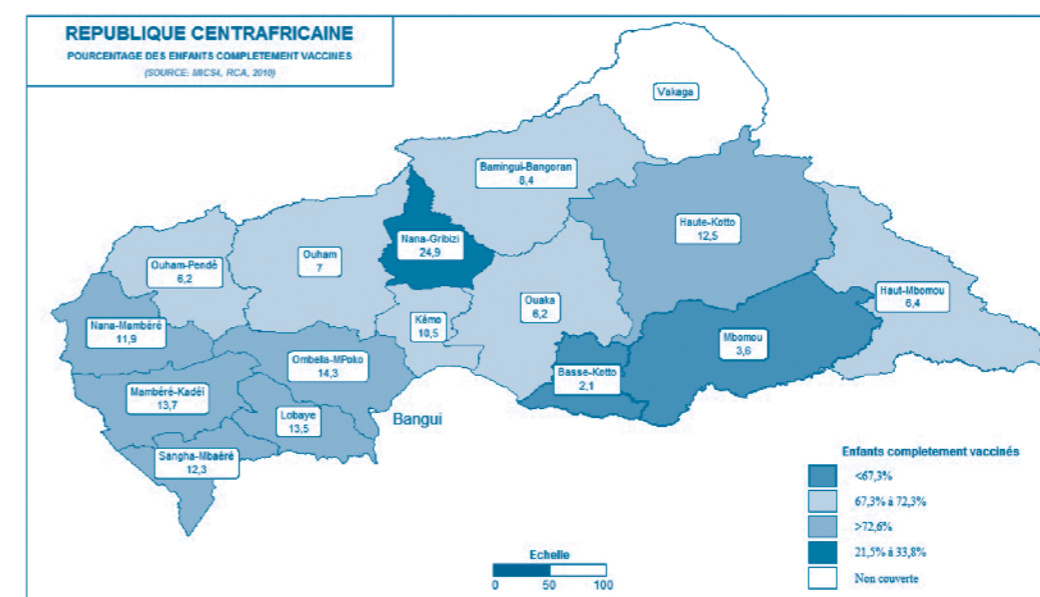 REPUBLIQUE CENTRAFRICAINE
POURCENTAGE DES ENFANTS COMPLETEMENT VACCINES
(SOURCE: MICS4, RCA, 2010)
Vakaga
Bamingui-Bangoran
8,4
Haute-Kotto
12,5
Nana-Gribizi
24,9
Ouham
7
Ouham-Pendé
6,2
Haut-Mbomou
6,4
Ouaka
6,2
Kémo
10,5
Nana-Mambéré
11,9
Mbomou
3,6
Ombella-MPoko
14,3
Basse-Kotto
2,1
Mambéré-Kadéi
13,7
Lobaye
13,5
Bangui
Sangha-Mbaéré
12,3
Enfants completement vaccinés
<67,3%
67,3% à 72,3%
>72,6%
21,5% à 33,8%
Non couverte
Echelle
0 50 100